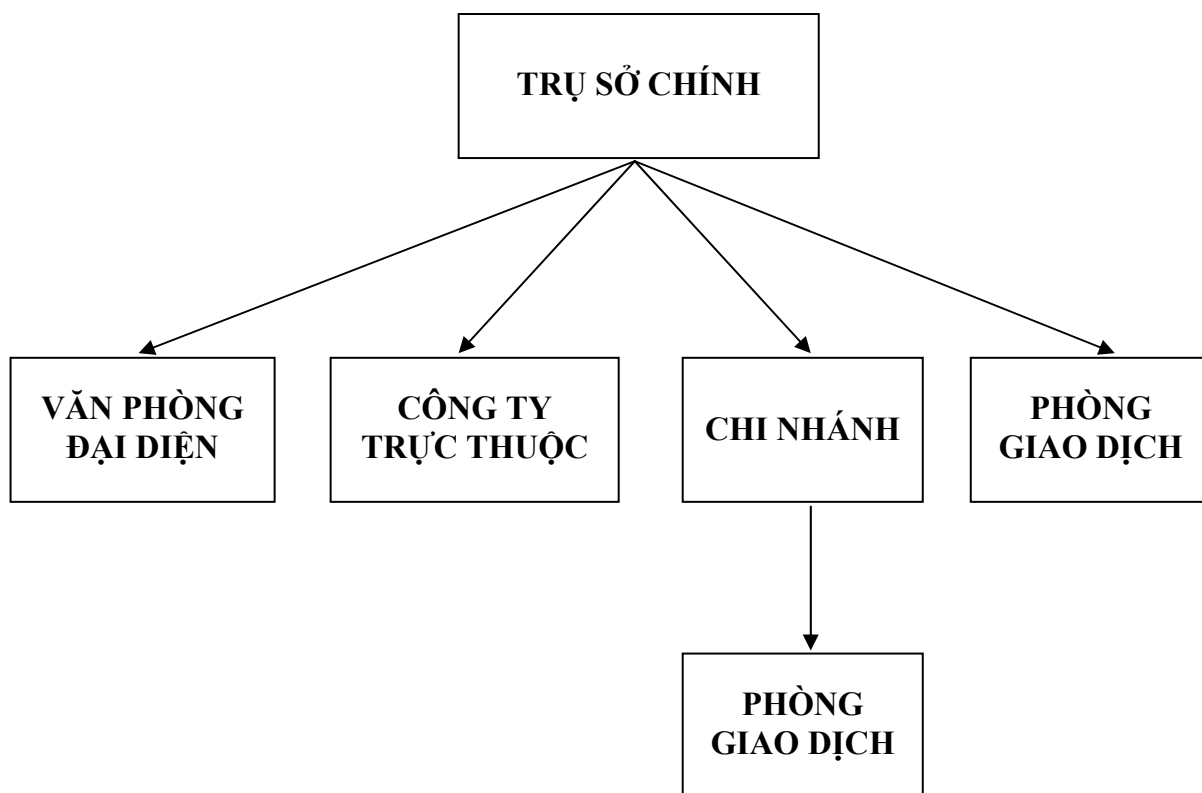 TRỤ SỞ CHÍNH
VĂN PHÒNG
ĐẠI DIỆN
CÔNG TY
TRỰC THUỘC
CHI NHÁNH
PHÒNG
GIAO DỊCH
PHÒNG
GIAO DỊCH